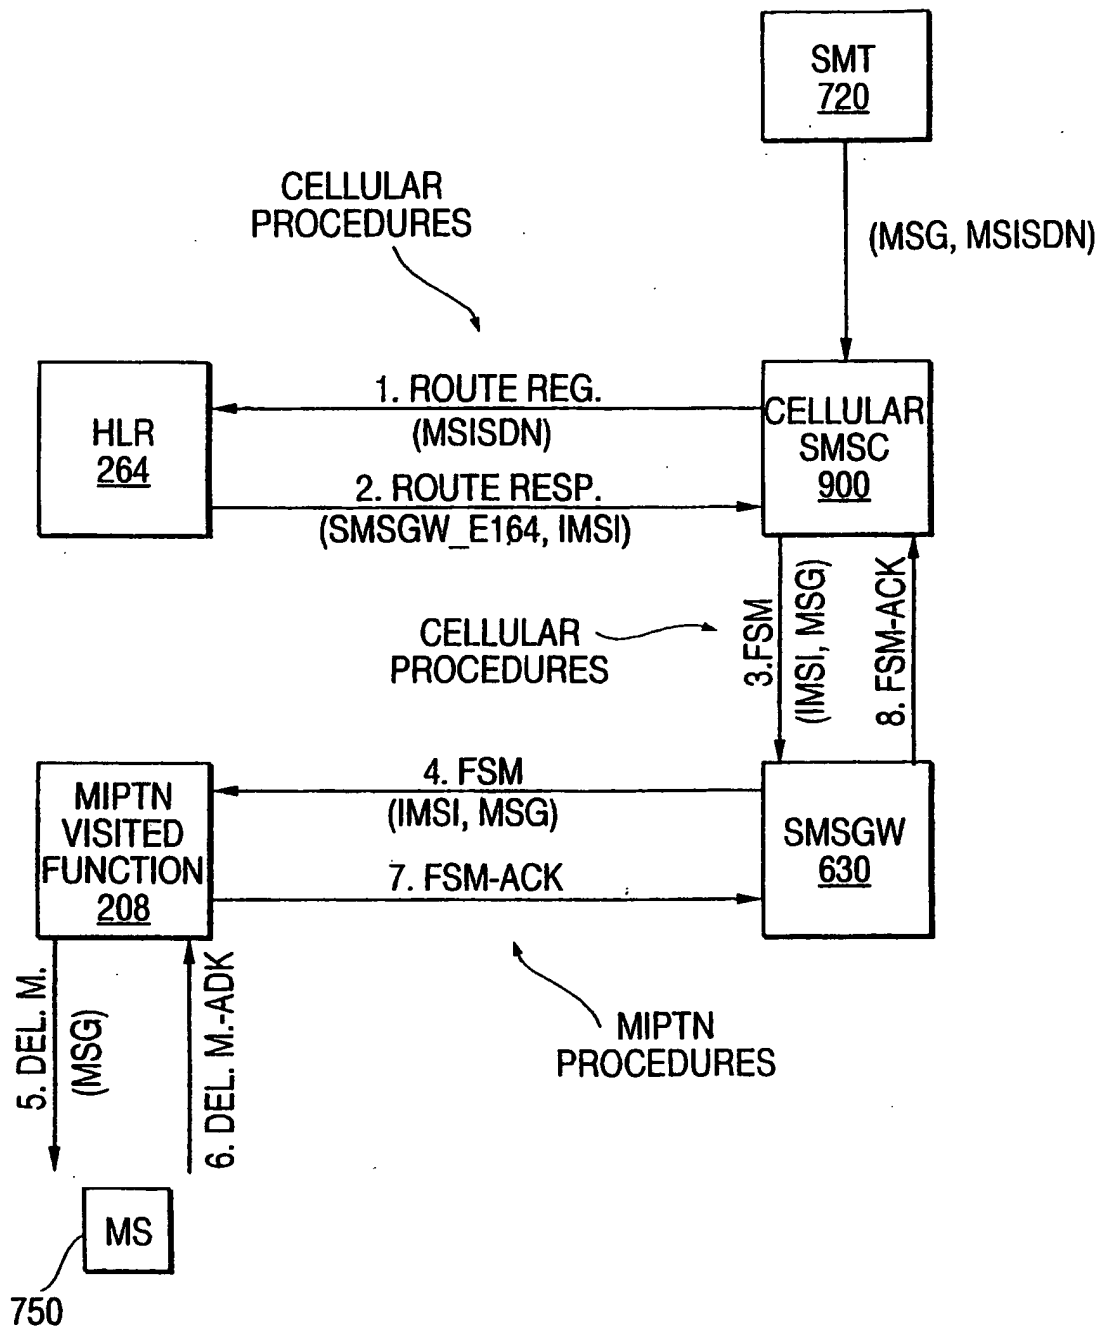 SMT
720
(MSG, MSISDN)
CELLULAR
PROCEDURES
HLR
264
1. ROUTE REG.
(MSISDN)
2. ROUTE RESP.
(SMSGW_E164, IMSI)
CELLULAR
SMSC
900
CELLULAR
PROCEDURES
3.FSM
(IMSI, MSG)
8. FSM-ACK
MIPTN
VISITED
FUNCTION
208
4. FSM
(IMSI, MSG)
7. FSM-ACK
SMSGW
630
5. DEL. M.
(MSG)
6. DEL. M.-ADK
MIPTN
PROCEDURES
MS
750